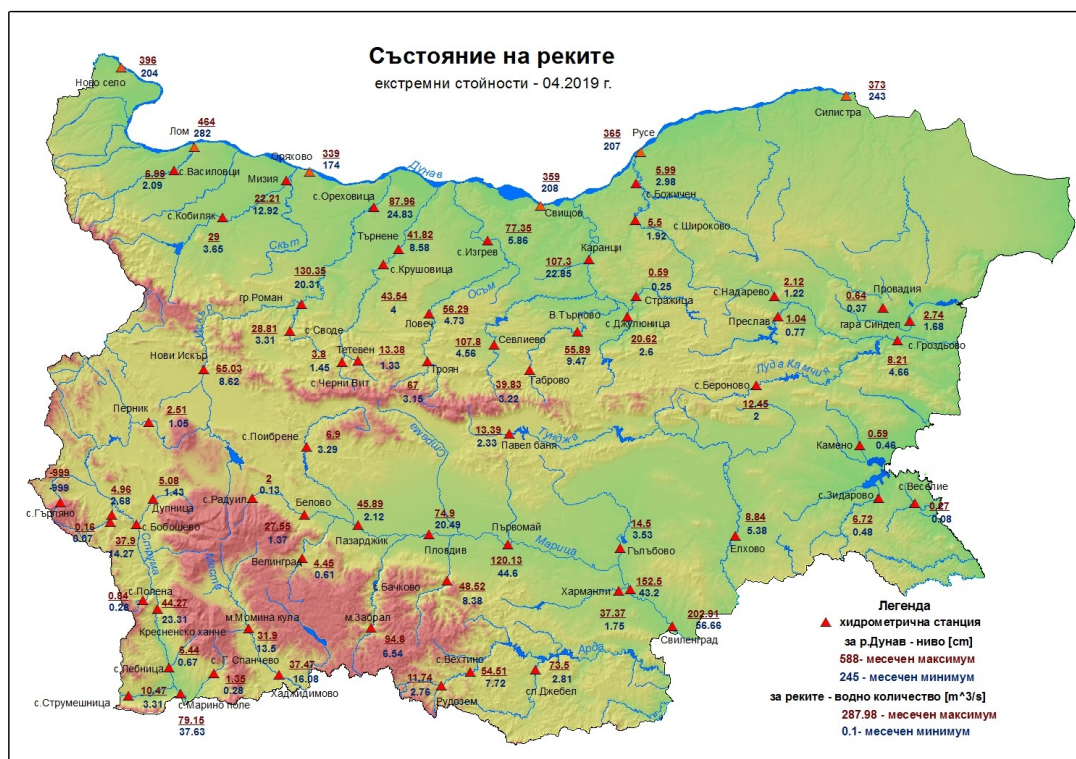 Състояние на реките
екстремни стойности - 04.2019 г.
396
204
Ново село
373
243
Силистра
464
282
Лом
365
207
Русе
Оряхово
339
174
Дунав
359
208
Свищов
6.99
2.09
с.Василовци
Мизия
22.21
12.92
с.Ореховица
87.96
24.83
5.99
2.98
с.Божичен
с.Кобиляк
29
3.65
Скът
Търнене
41.82
8.58
с.Крушовица
43.54
4
с.Изгрев
77.35
5.86
Каранци
107.3
22.85
5.5
1.92
с.Широково
130.35
20.31
гр.Роман
Искър
Осъм
56.29
4.73
Ловеч
0.59
0.25
Стражица
с.Надарево
2.12
1.22
Провадия
0.64
0.37
28.81
3.31
с.Своде
В.Търново
55.89
9.47
с.Джулюница
20.62
2.6
Преслав
1.04
0.77
гара Синдел
2.74
1.68
с.Гроздьово
8.21
4.66
Нови Искър
65.03
8.62
3.8
1.45
Тетевен
13.38
1.33
с.Черни Вит
Троян
67
3.15
Севлиево
107.8
4.56
39.83
3.22
Габрово
Луда Камчия
с.Бероново
12.45
2
Перник
2.51
1.05
с.Поибрене
6.9
3.29
Стряма
13.39
2.33
Павел баня
Тунджа
Камено
0.59
0.46
-999
-999
с.Гърляно
4.96
2.68
5.08
1.43
Дупница
с.Радуил
2
0.13
Белово
27.55
1.37
45.89
2.12
Пазарджик
74.9
20.49
Пловдив
Първомай
120.13
44.6
Марица
14.5
3.53
Гълъбово
8.84
5.38
Елхово
с.Зидарово
6.72
0.48
с.Веселие
0.27
0.08
0.16
0.07
с.Бобошево
37.9
14.27
Струма
Места
Велинград
4.45
0.61
Бачково
48.52
8.38
Харманли
37.37
1.75
152.5
43.2
202.91
56.66
Свиленград
с.Полена
0.84
0.28
44.27
23.31
Кресненско ханче
м.Момина кула
31.9
13.5
м.Забрал
94.8
6.54
с.Лебница
6.44
0.67
с. Г. Спанчево
1.35
0.28
37.47
16.08
Хаджидимово
с.Вехтино
54.51
7.72
11.74
2.76
Рудозем
Арда
73.5
2.81
сп.Джебел
10.47
3.31
с.Струмешница
с.Марино поле
79.15
37.63
Легенда
хидрометрична станция
за р.Дунав - ниво [cm]
588- месечен максимум
245 - месечен минимум
за реките - водно количество [m^3/s]
287.98 - месечен максимум
0.1- месечен минимум